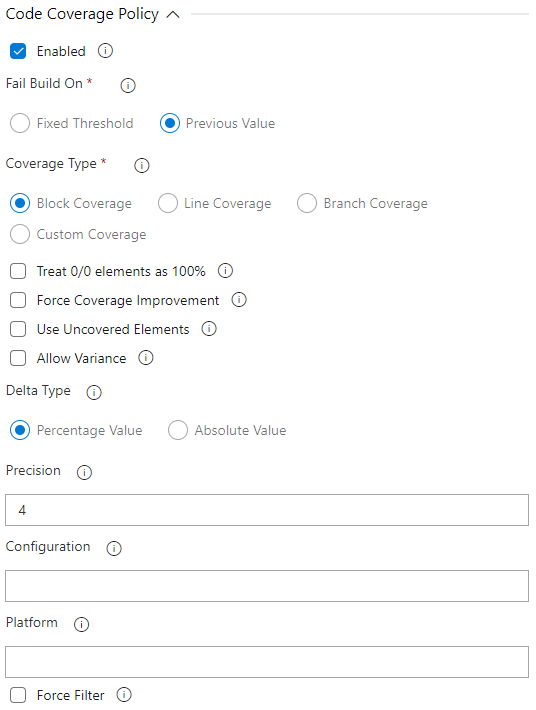 Code Coverage Policy
Enabled
Fail Build On *
Fixed Threshold Previous Value
Coverage Type *
Block Coverage Line Coverage Branch Coverage
Custom Coverage
Treat 0/0 elements as 100%
Force Coverage Improvement
Use Uncovered Elements
Allow Variance
Delta Type
Percentage Value Absolute Value
Precision
4
Configuration
Platform
Force Filter